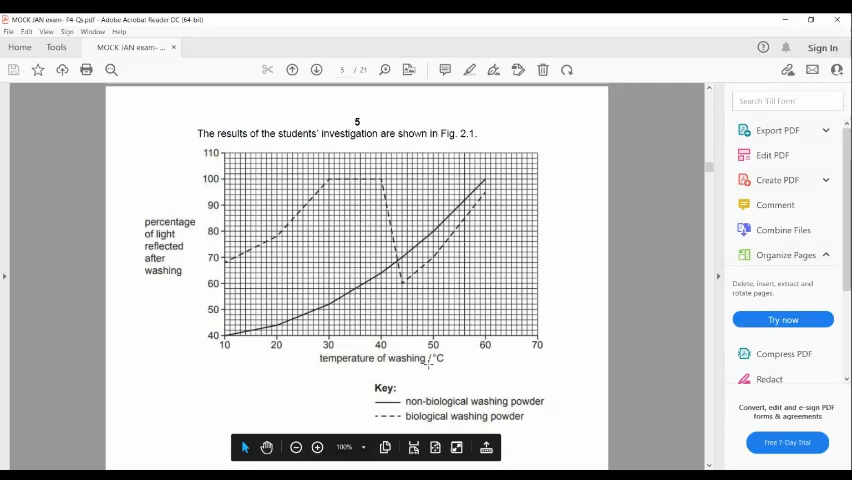 MOCK JAN exam- P4-Qs.pdf - Adobe Acrobat Reader DC (64-bit)
File Edit View Sign Window Help
Home Tools MOCK JAN exam- ... × Sign In
5 / 21
100%
5
The results of the students' investigation are shown in Fig. 2.1.
110
100
90
80
70
60
50
40
percentage
of light
reflected
after
washing
10 20 30 40 50 60 70
temperature of washing / °C
Key:
non-biological washing powder
biological washing powder
Search 'Fill Form'
Export PDF
Edit PDF
Create PDF
Comment
Combine Files
Organize Pages
Delete, insert, extract and
rotate pages.
Try now
Compress PDF
Redact
Convert, edit and e-sign PDF
forms & agreements
Free 7-Day Trial